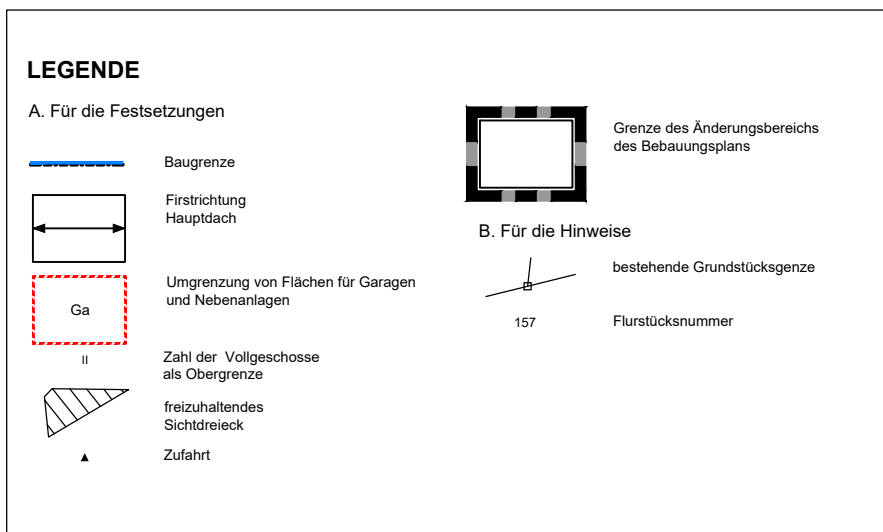 LEGENDE
A. Für die Festsetzungen
Baugrenze
Firstrichtung
Hauptdach
Ga
Umgrenzung von Flächen für Garagen
und Nebenanlagen
II
Zahl der Vollgeschosse
als Obergrenze
freizuhaltendes
Sichtdreieck
Zufahrt
Grenze des Änderungsbereichs
des Bebauungsplans
B. Für die Hinweise
bestehende Grundstücksgenze
157
Flurstücksnummer